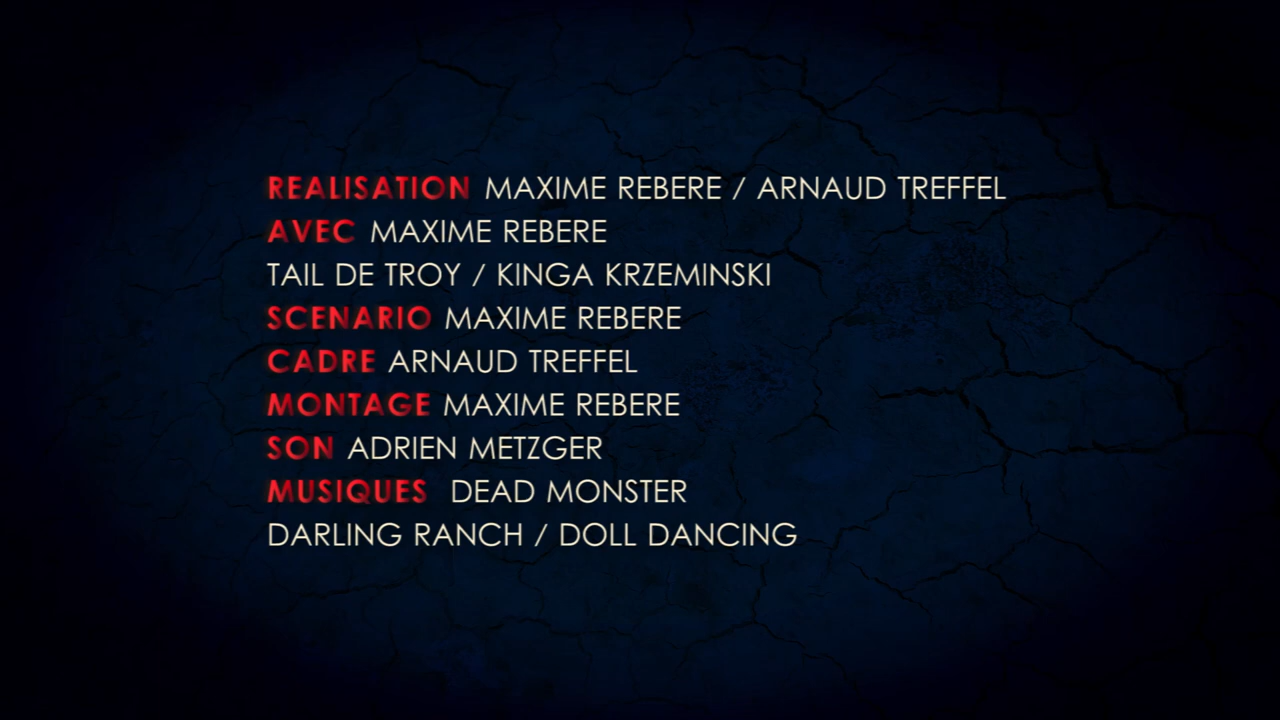 REALISATION MAXIME REBERE / ARNAUD TREFFEL
AVEC MAXIME REBERE
TAIL DE TROY / KINGA KRZEMINSKI
SCENARIO MAXIME REBERE
CADRE ARNAUD TREFFEL
MONTAGE MAXIME REBERE
SON ADRIEN METZGER
MUSIQUES DEAD MONSTER
DARLING RANCH / DOLL DANCING